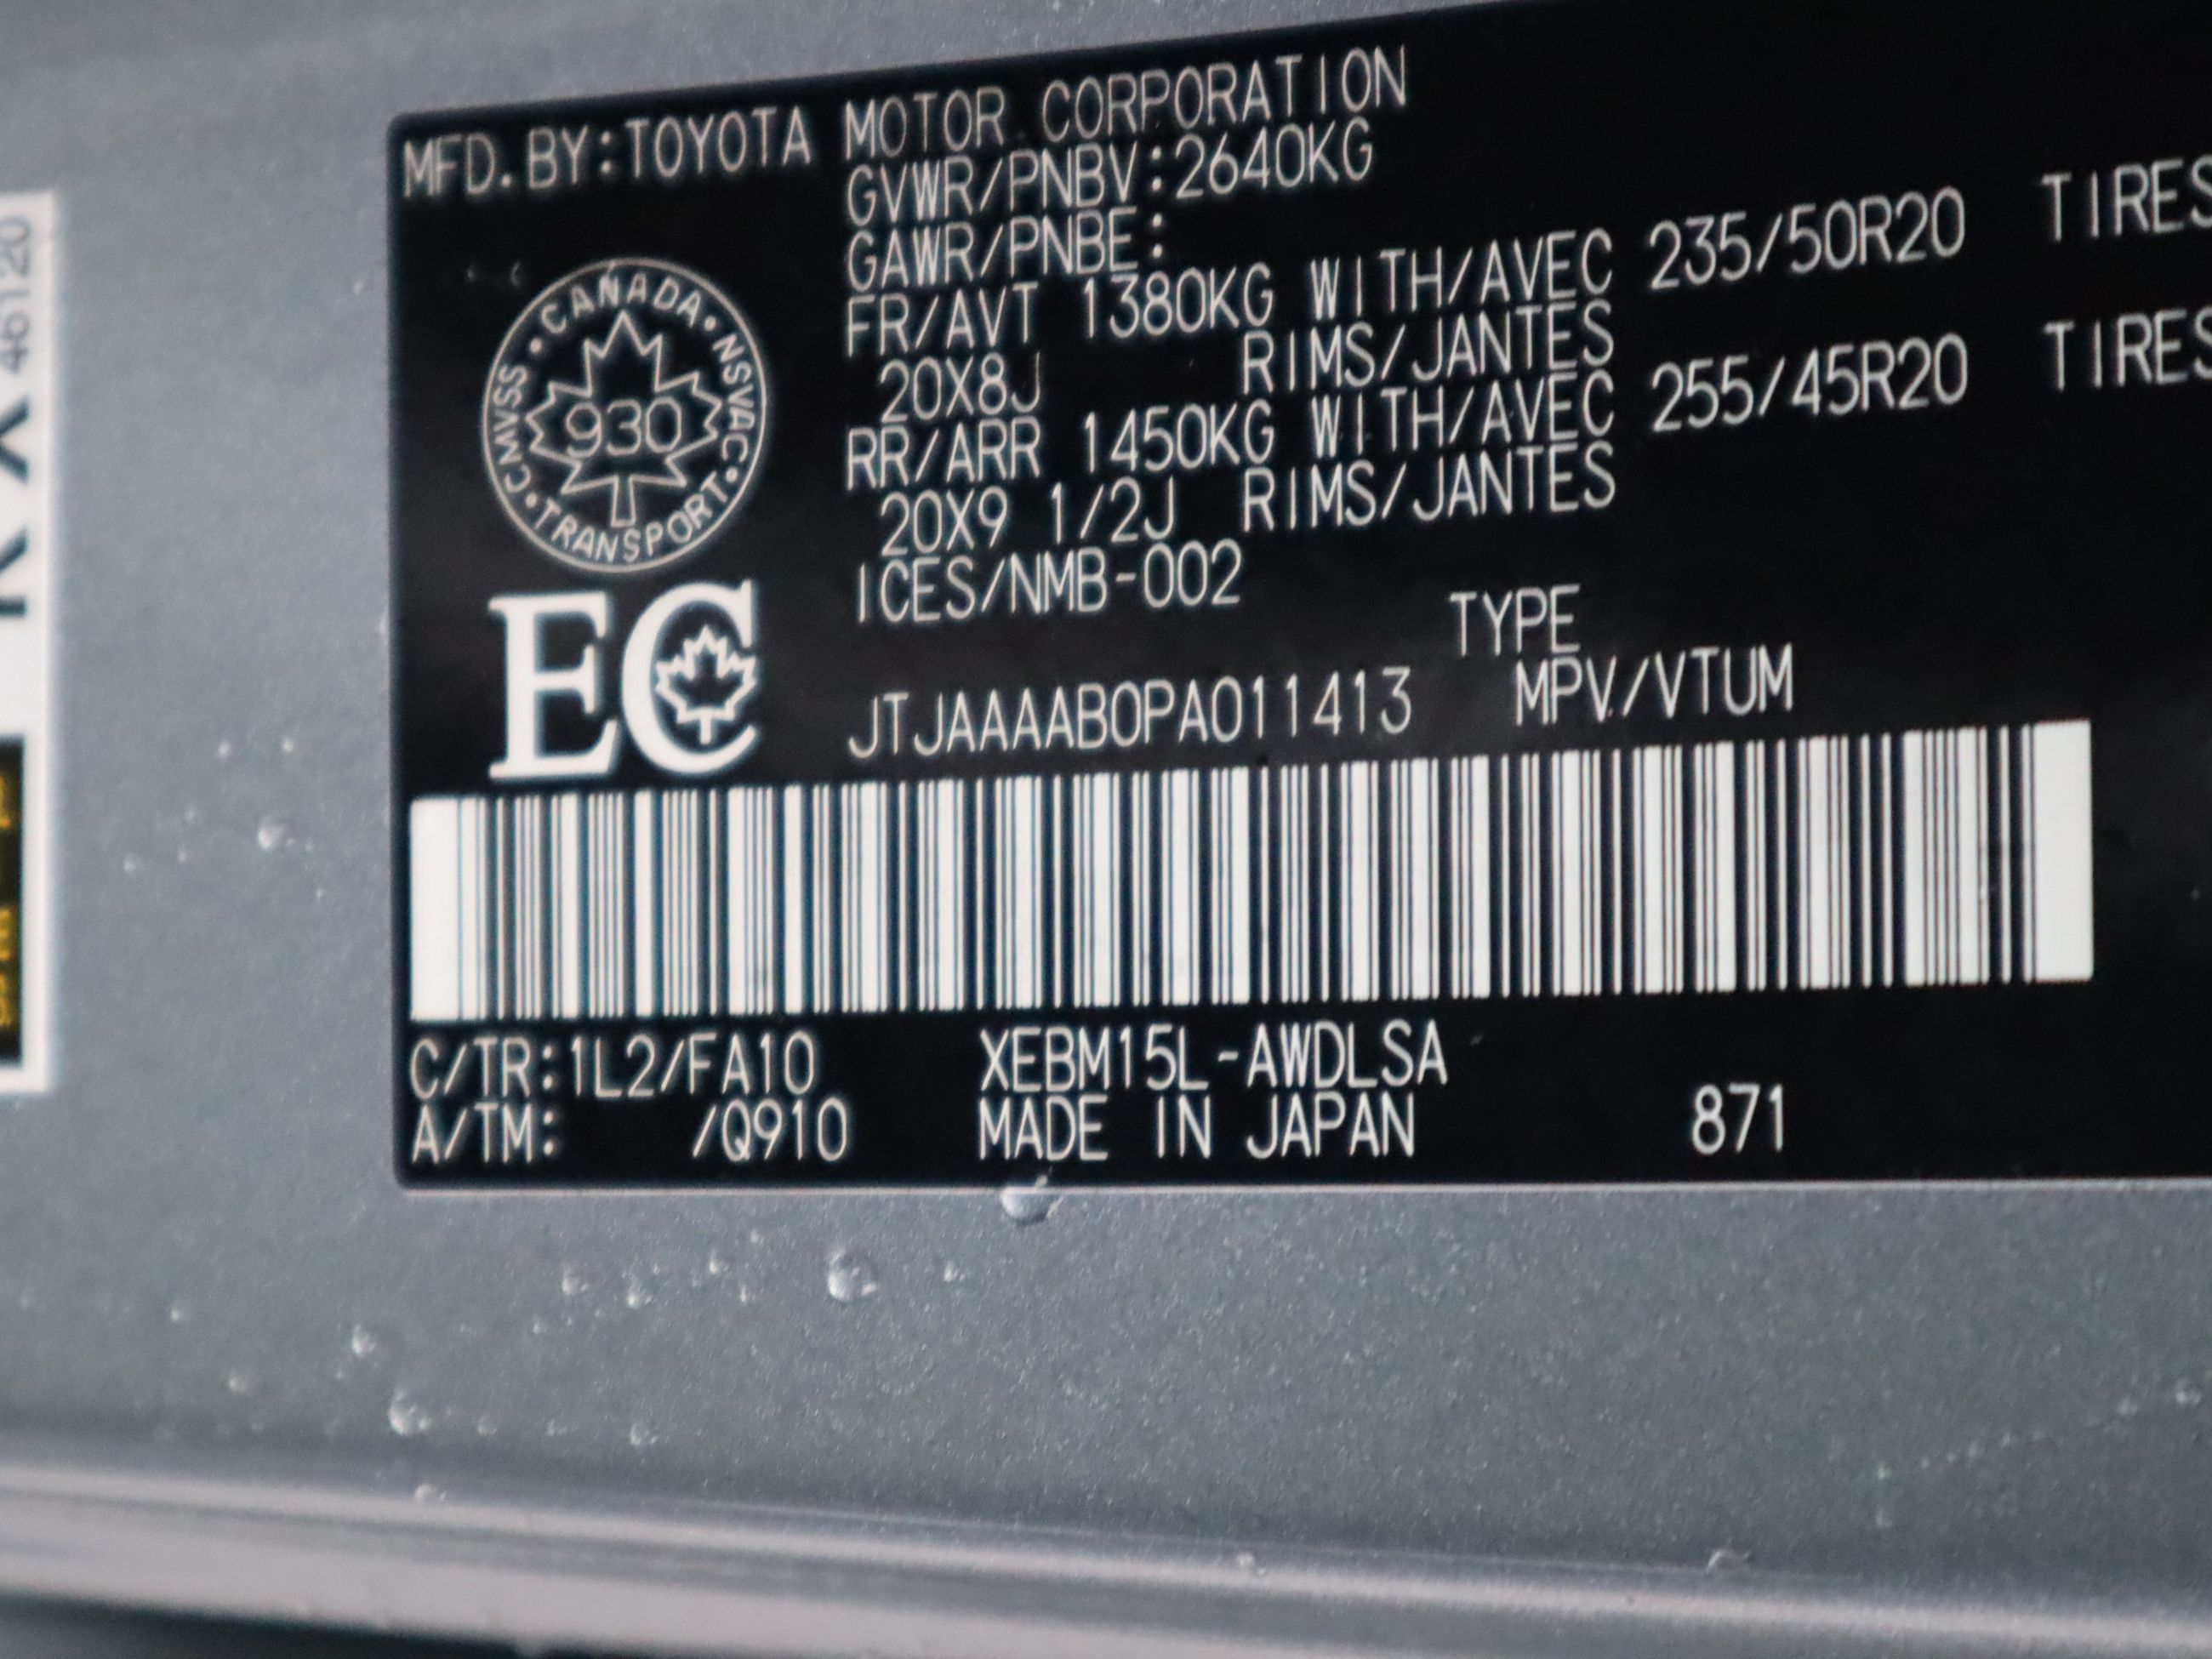 MFD.BY:TOYOTA MOTOR CORPORATION
GVWR/PNBV:2640KG
GAWR/PNBE:
FR/AVT 1380KG WITH/AVEC 235/50R20 TIRES
20X8J RIMS/JANTES
RR/ARR 1450KG WITH/AVEC 255/45R20 TIRES
20X9 1/2J RIMS/JANTES
ICES/NMB-002
CANADA • NSVAC • TRANSPORT • CMVSS •
930
EC
TYPE
JTJAAAAB0PA011413 MPV/VTUM
C/TR:1L2/FA10 XEBM15L-AWDLSA
A/TM: /Q910 MADE IN JAPAN 871
46120